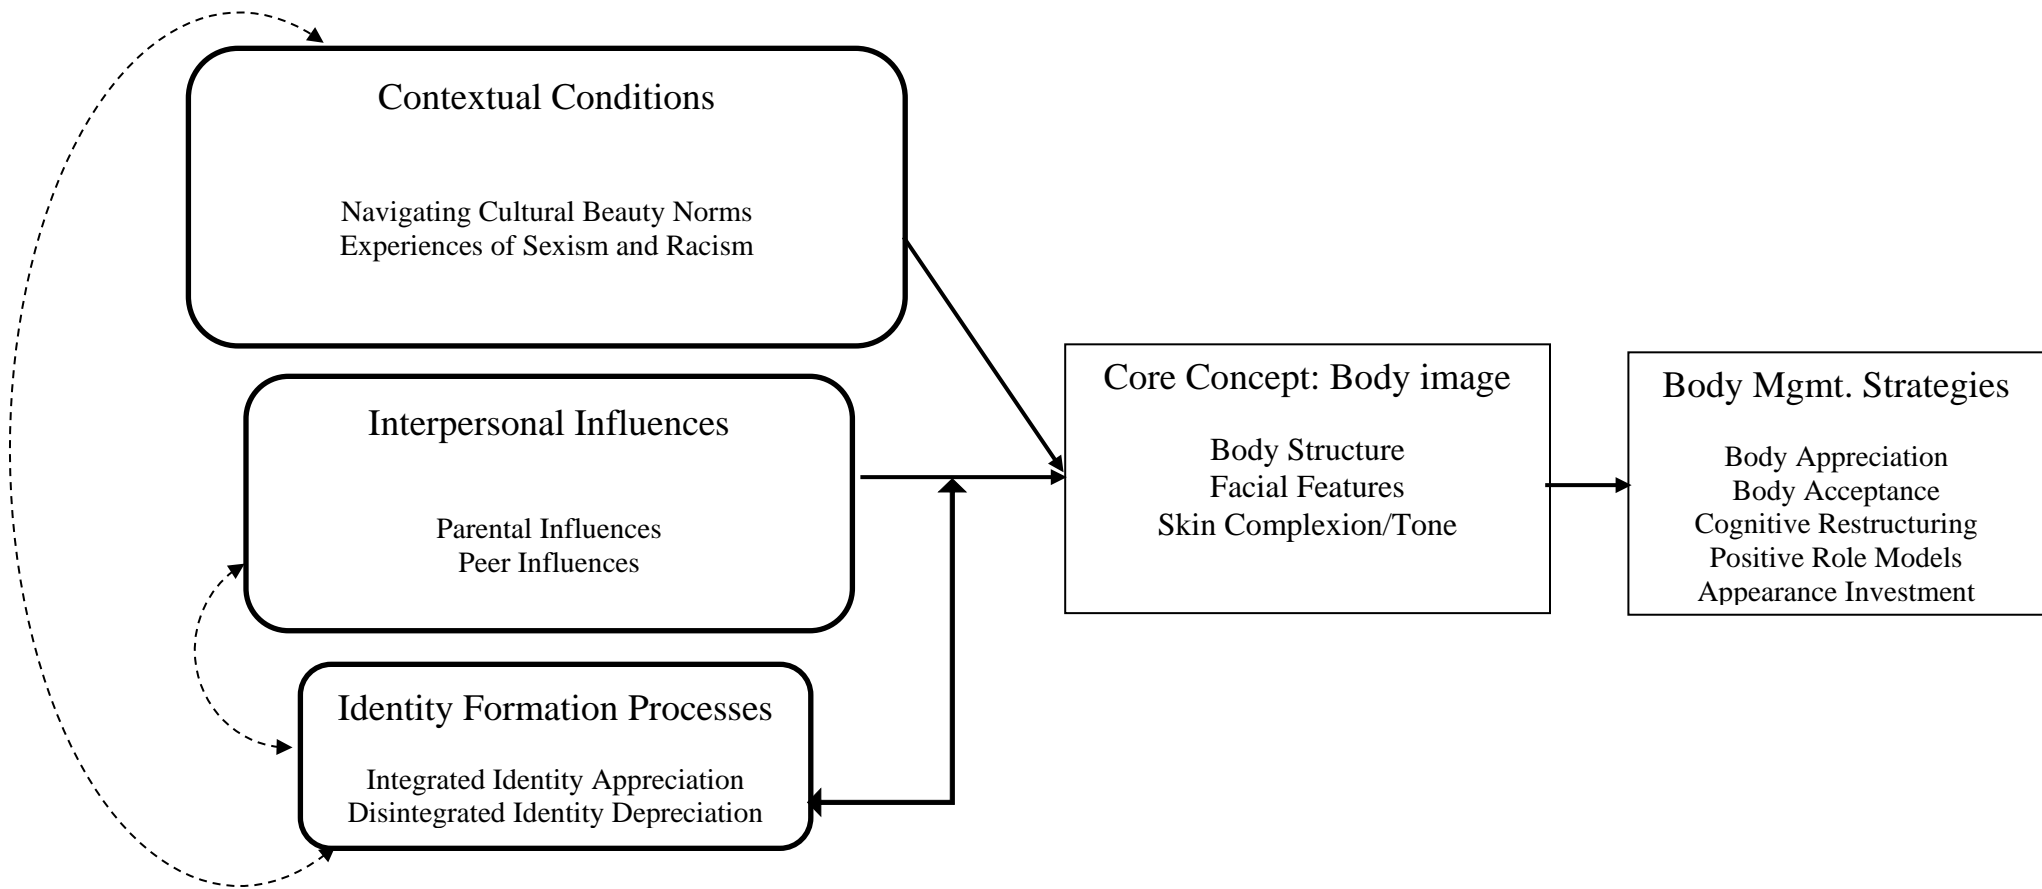 Contextual Conditions
Navigating Cultural Beauty Norms
Experiences of Sexism and Racism
Interpersonal Influences
Parental Influences
Peer Influences
Identity Formation Processes
Integrated Identity Appreciation
Disintegrated Identity Depreciation
Core Concept: Body image
Body Structure
Facial Features
Skin Complexion/Tone
Body Mgmt. Strategies
Body Appreciation
Body Acceptance
Cognitive Restructuring
Positive Role Models
Appearance Investment